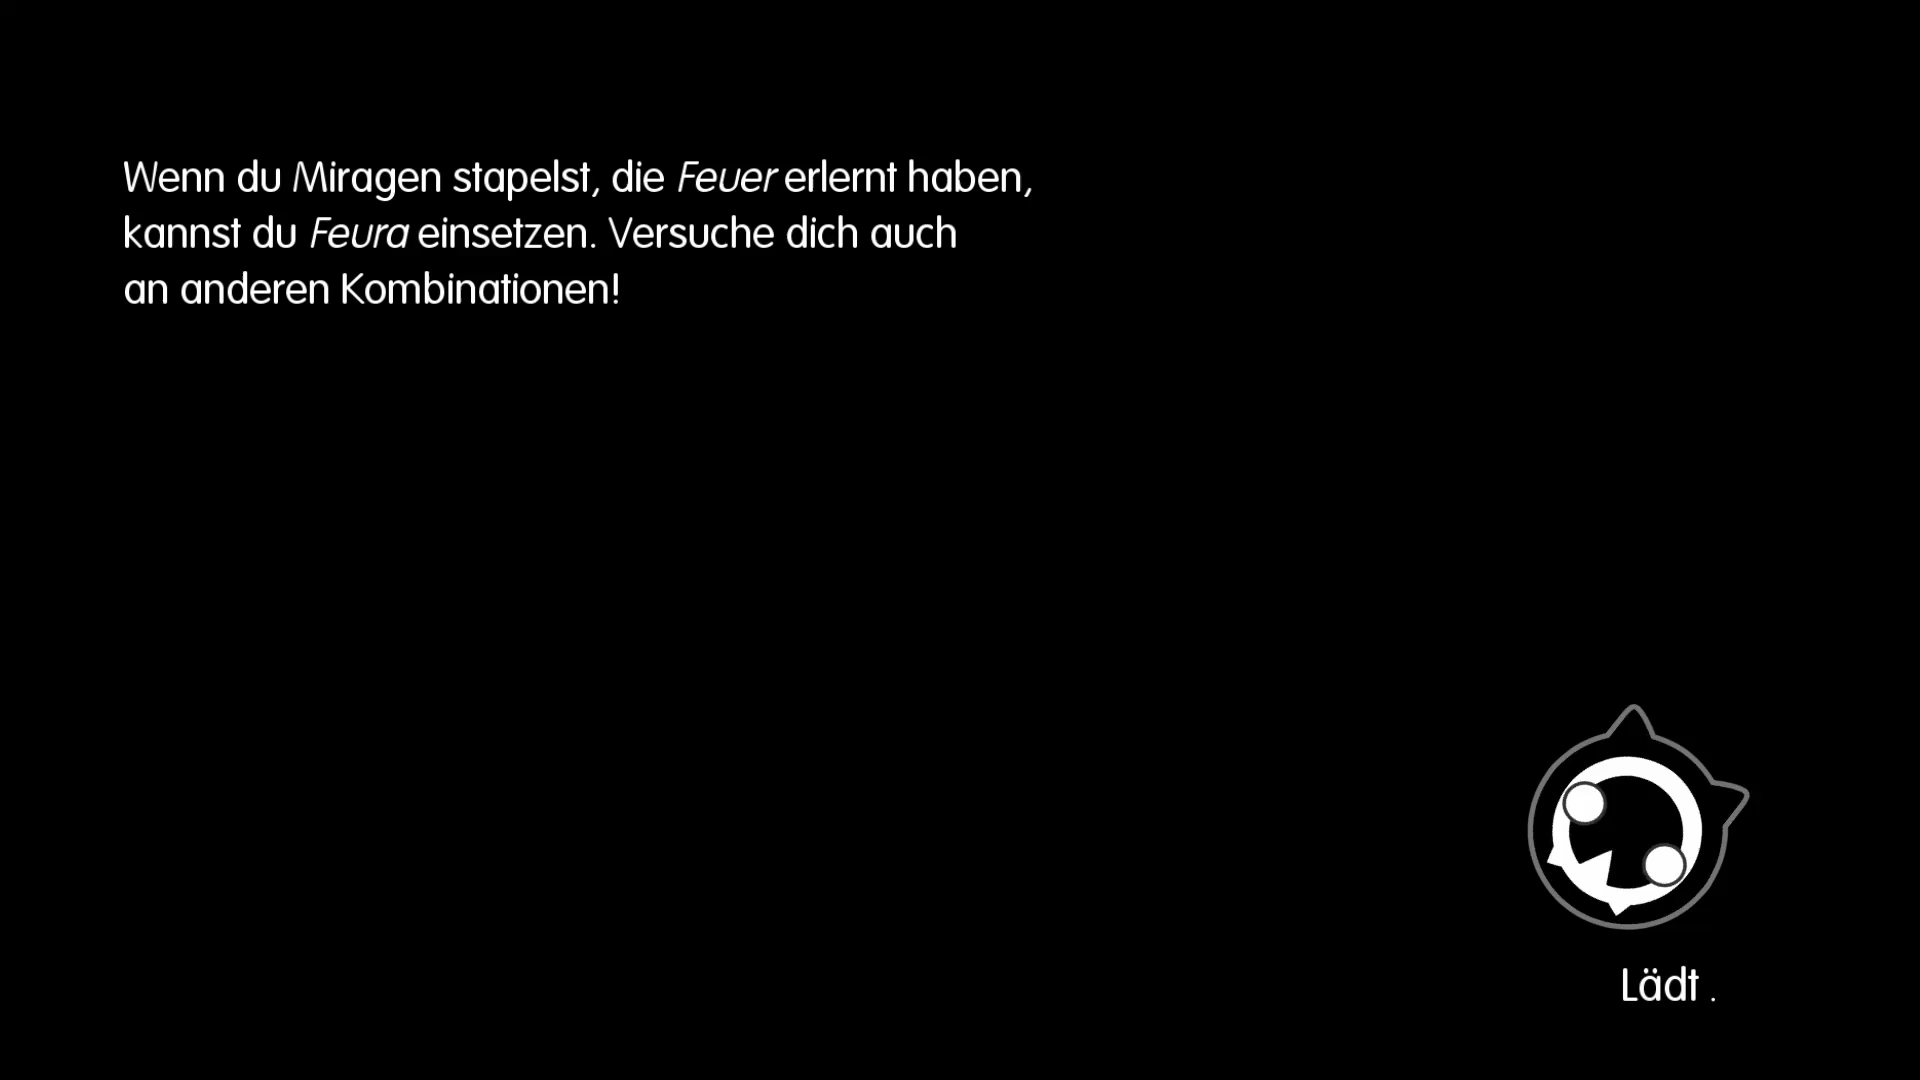 Wenn du Miragen stapelst, die Feuer erlernt haben,
kannst du Feura einsetzen. Versuche dich auch
an anderen Kombinationen!
Lädt .